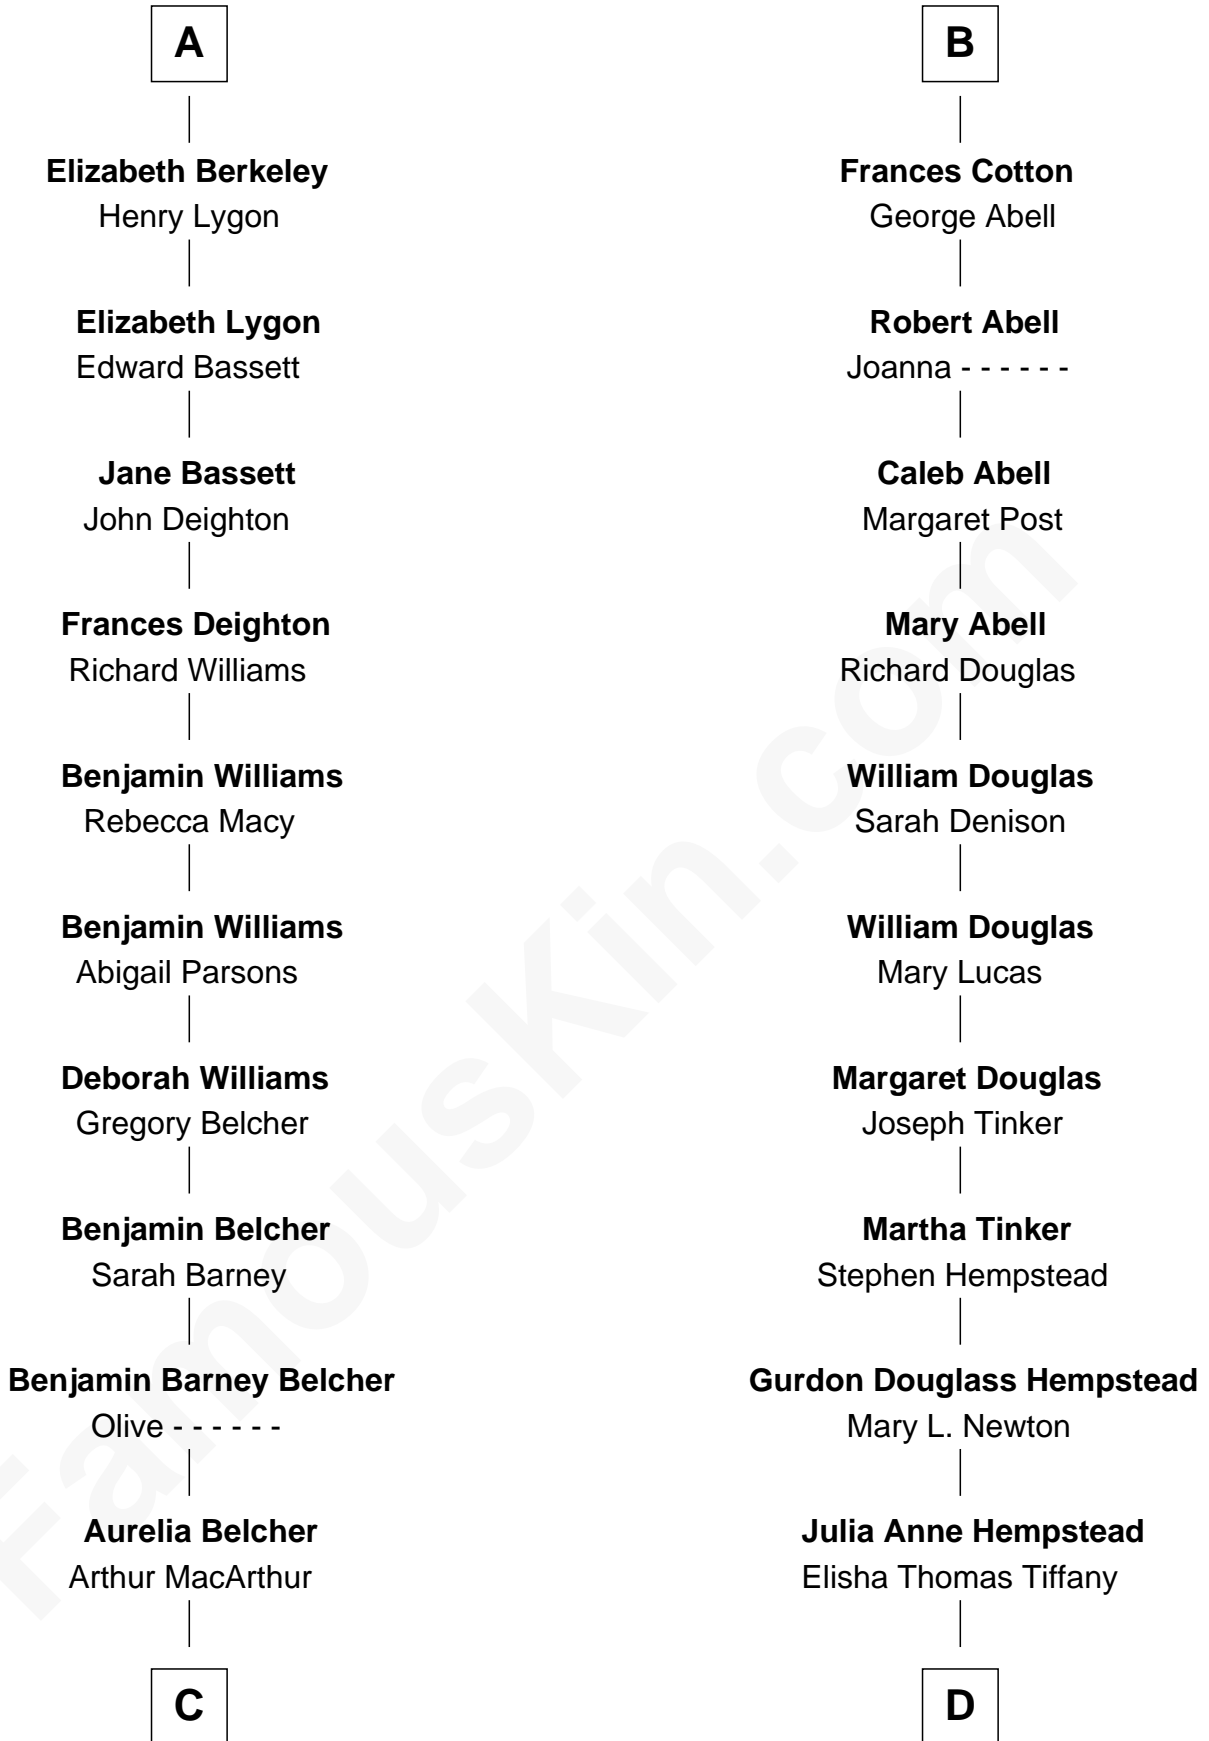 A
Elizabeth Berkeley
Henry Lygon
Elizabeth Lygon
Edward Bassett
Jane Bassett
John Deighton
Frances Deighton
Richard Williams
Benjamin Williams
Rebecca Macy
Benjamin Williams
Abigail Parsons
Deborah Williams
Gregory Belcher
Benjamin Belcher
Sarah Barney
Benjamin Barney Belcher
Olive - - - - - -
Aurelia Belcher
Arthur MacArthur
C
B
Frances Cotton
George Abell
Robert Abell
Joanna - - - - - -
Caleb Abell
Margaret Post
Mary Abell
Richard Douglas
William Douglas
Sarah Denison
William Douglas
Mary Lucas
Margaret Douglas
Joseph Tinker
Martha Tinker
Stephen Hempstead
Gurdon Douglass Hempstead
Mary L. Newton
Julia Anne Hempstead
Elisha Thomas Tiffany
D
FamousKin.com